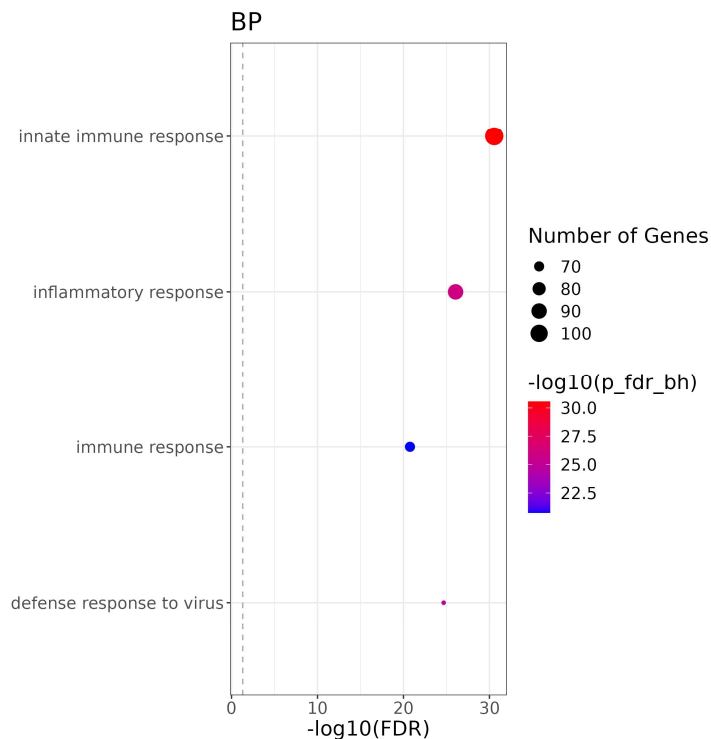 BP
innate immune response
inflammatory response
immune response
defense response to virus
0 10 20 30
-log10(FDR)
Number of Genes
70
80
90
100
-log10(p_fdr_bh)
30.0
27.5
25.0
22.5